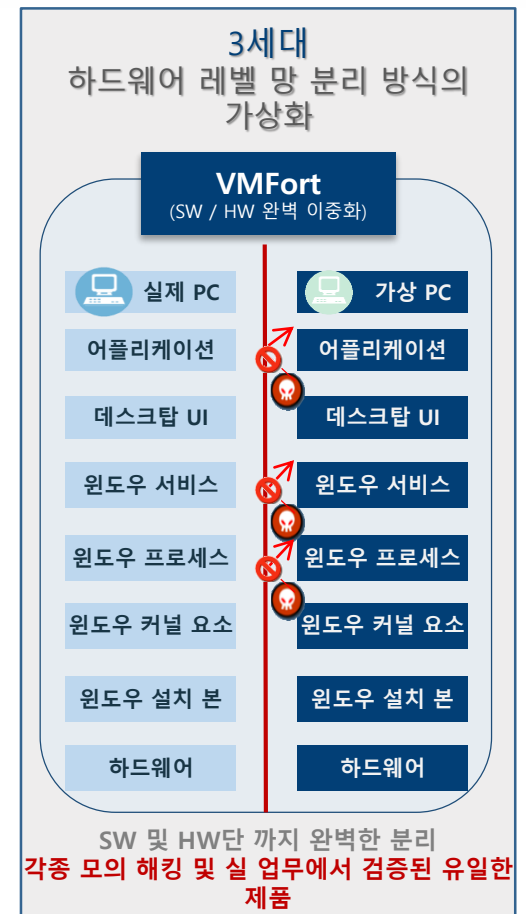 3세대
하드웨어 레벨 망 분리 방식의
가상화
VMFort
(SW / HW 완벽 이중화)
실제 PC
가상 PC
어플리케이션
어플리케이션
데스크탑 UI
데스크탑 UI
윈도우 서비스
윈도우 서비스
윈도우 프로세스
윈도우 프로세스
윈도우 커널 요소
윈도우 커널 요소
윈도우 설치 본
윈도우 설치 본
하드웨어
하드웨어
SW 및 HW단 까지 완벽한 분리
각종 모의 해킹 및 실 업무에서 검증된 유일한
제품